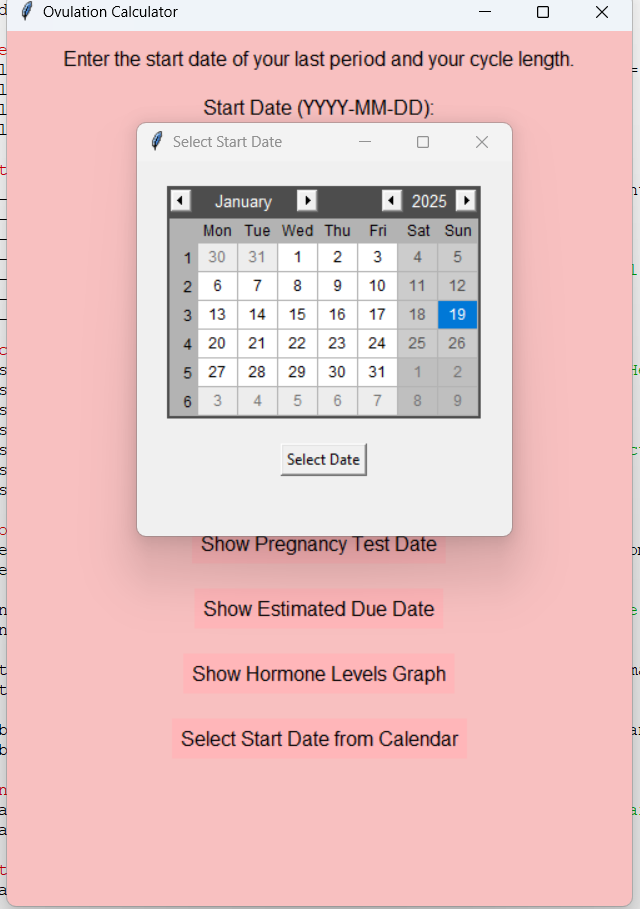 Ovulation Calculator
Enter the start date of your last period and your cycle length.
Start Date (YYYY-MM-DD):
Select Start Date
January 2025
Mon Tue Wed Thu Fri Sat Sun
1 30 31 1 2 3 4 5
2 6 7 8 9 10 11 12
3 13 14 15 16 17 18 19
4 20 21 22 23 24 25 26
5 27 28 29 30 31 1 2
6 3 4 5 6 7 8 9
Select Date
Show Pregnancy Test Date
Show Estimated Due Date
Show Hormone Levels Graph
Select Start Date from Calendar